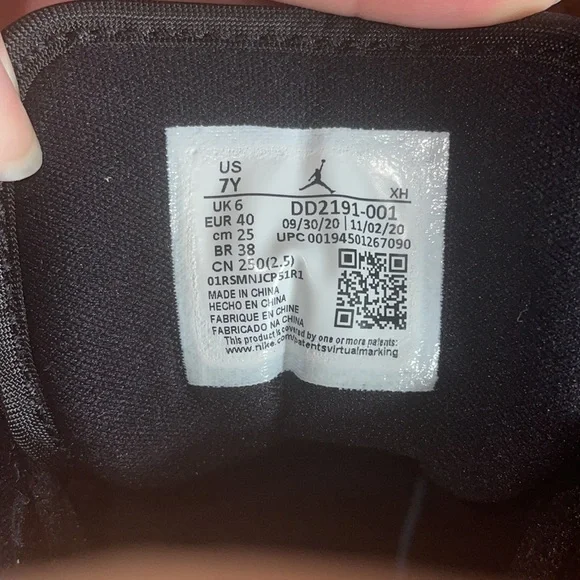 US
7Y
XH
UK 6
EUR 40
cm 25
BR 38
CN 250(2.5)
DD2191-001
09/30/20 11/02/20
UPC 00194501267090
01RSMNJCP51R1
MADE IN CHINA
HECHO EN CHINA
FABRIQUE EN CHINE
FABRICADO NA CHINA
This product is covered by one or more patents:
www.nike.com/patentsvirtualmarking